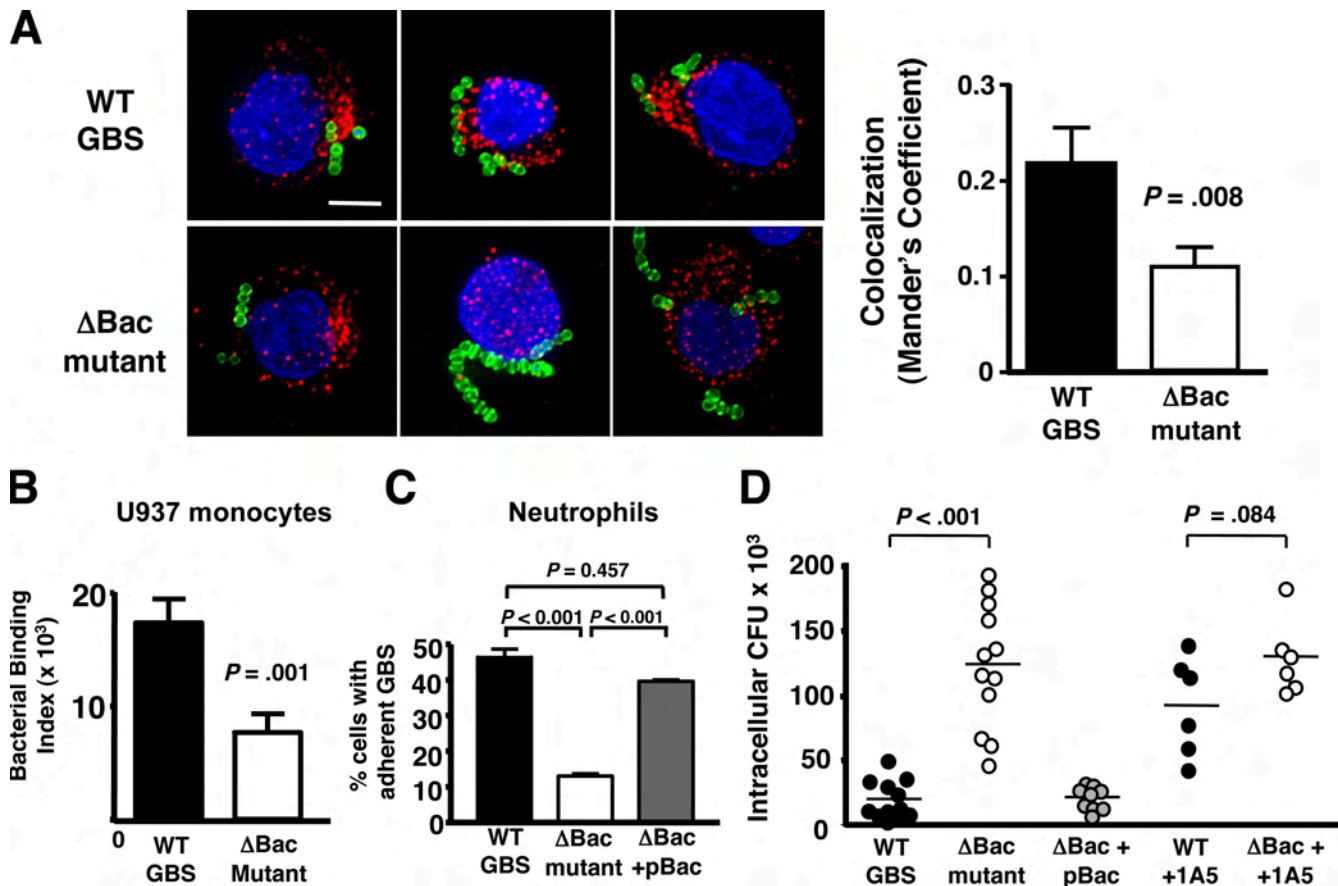 A
WT
GBS
ΔBac
mutant
Colocalization
(Mander's Coefficient)
0.3
0.2
0.1
0
P = .008
WT
GBS
ΔBac
mutant
B
U937 monocytes
Bacterial Binding
Index (x 10³)
20
10
0
P = .001
WT
GBS
ΔBac
Mutant
C
Neutrophils
% cells with
adherent GBS
P = 0.457
P < 0.001
P < 0.001
50
40
30
20
10
0
WT
GBS
ΔBac
mutant
ΔBac
+pBac
D
P < .001
P = .084
Intracellular CFU x 10³
200
150
100
50
0
WT
GBS
ΔBac
mutant
ΔBac +
pBac
WT
+1A5
ΔBac +
+1A5